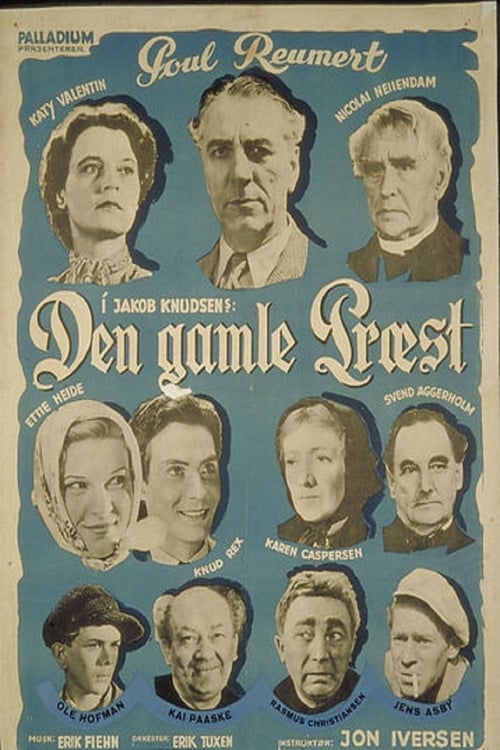 PALLADIUM
PRÆSENTERER
Poul Reumert
KATY VALENTIN
NICOLAI NEIIENDAM
I JAKOB KNUDSENS:
Den gamle Præst
ETTIE HEIDE
SVEND AGGERHOLM
KNUD REX
KAREN CASPERSEN
OLE HOFMAN
KAI PAASKE
RASMUS CHRISTIANSEN
JENS ASBY
MUSIK: ERIK FIEHN
ORKESTER: ERIK TUXEN
INSTRUKTØR: JON IVERSEN